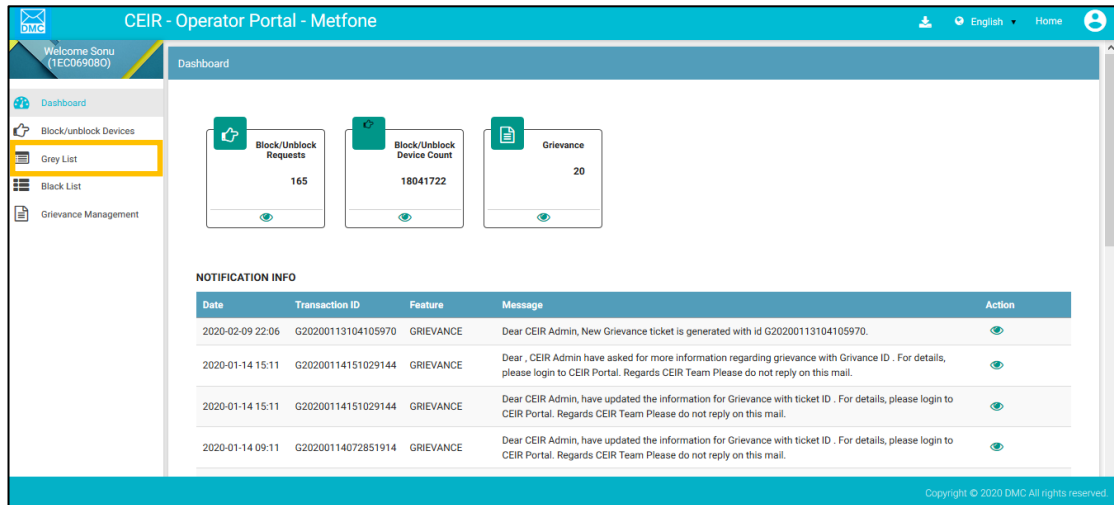 DMC
CEIR - Operator Portal - Metfone
English
Home
Welcome Sonu
(1EC06908O)
Dashboard
Dashboard
Block/unblock Devices
Grey List
Black List
Grievance Management
Block/Unblock
Requests
165
Block/Unblock
Device Count
18041722
Grievance
20
NOTIFICATION INFO
Date Transaction ID Feature Message Action
2020-02-09 22:06 G20200113104105970 GRIEVANCE Dear CEIR Admin, New Grievance ticket is generated with id G20200113104105970.
2020-01-14 15:11 G20200114151029144 GRIEVANCE Dear , CEIR Admin have asked for more information regarding grievance with Grivance ID . For details,
please login to CEIR Portal. Regards CEIR Team Please do not reply on this mail.
2020-01-14 15:11 G20200114151029144 GRIEVANCE Dear CEIR Admin, have updated the information for Grievance with ticket ID . For details, please login to
CEIR Portal. Regards CEIR Team Please do not reply on this mail.
2020-01-14 09:11 G20200114072851914 GRIEVANCE Dear CEIR Admin, have updated the information for Grievance with ticket ID . For details, please login to
CEIR Portal. Regards CEIR Team Please do not reply on this mail.
Copyright © 2020 DMC All rights reserved.